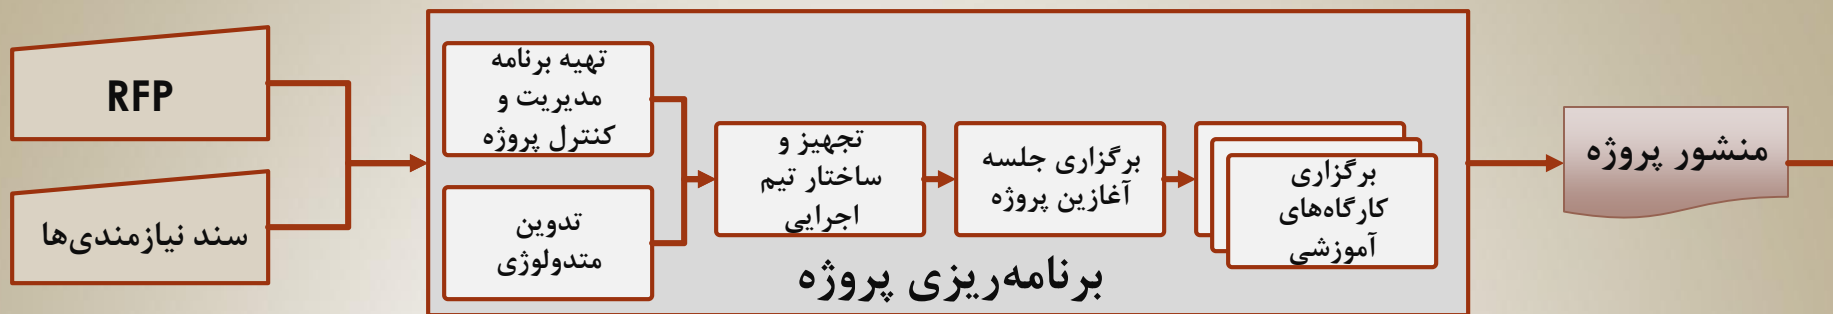 RFP
سند نیازمندی‌ها
تهیه برنامه
مدیریت و
کنترل پروژه
تدوین
متدولوژی
تجهیز و
ساختار تیم
اجرایی
برگزاری جلسه
آغازین پروژه
برگزاری
کارگاه‌های
آموزشی
برنامه‌ریزی پروژه
منشور پروژه